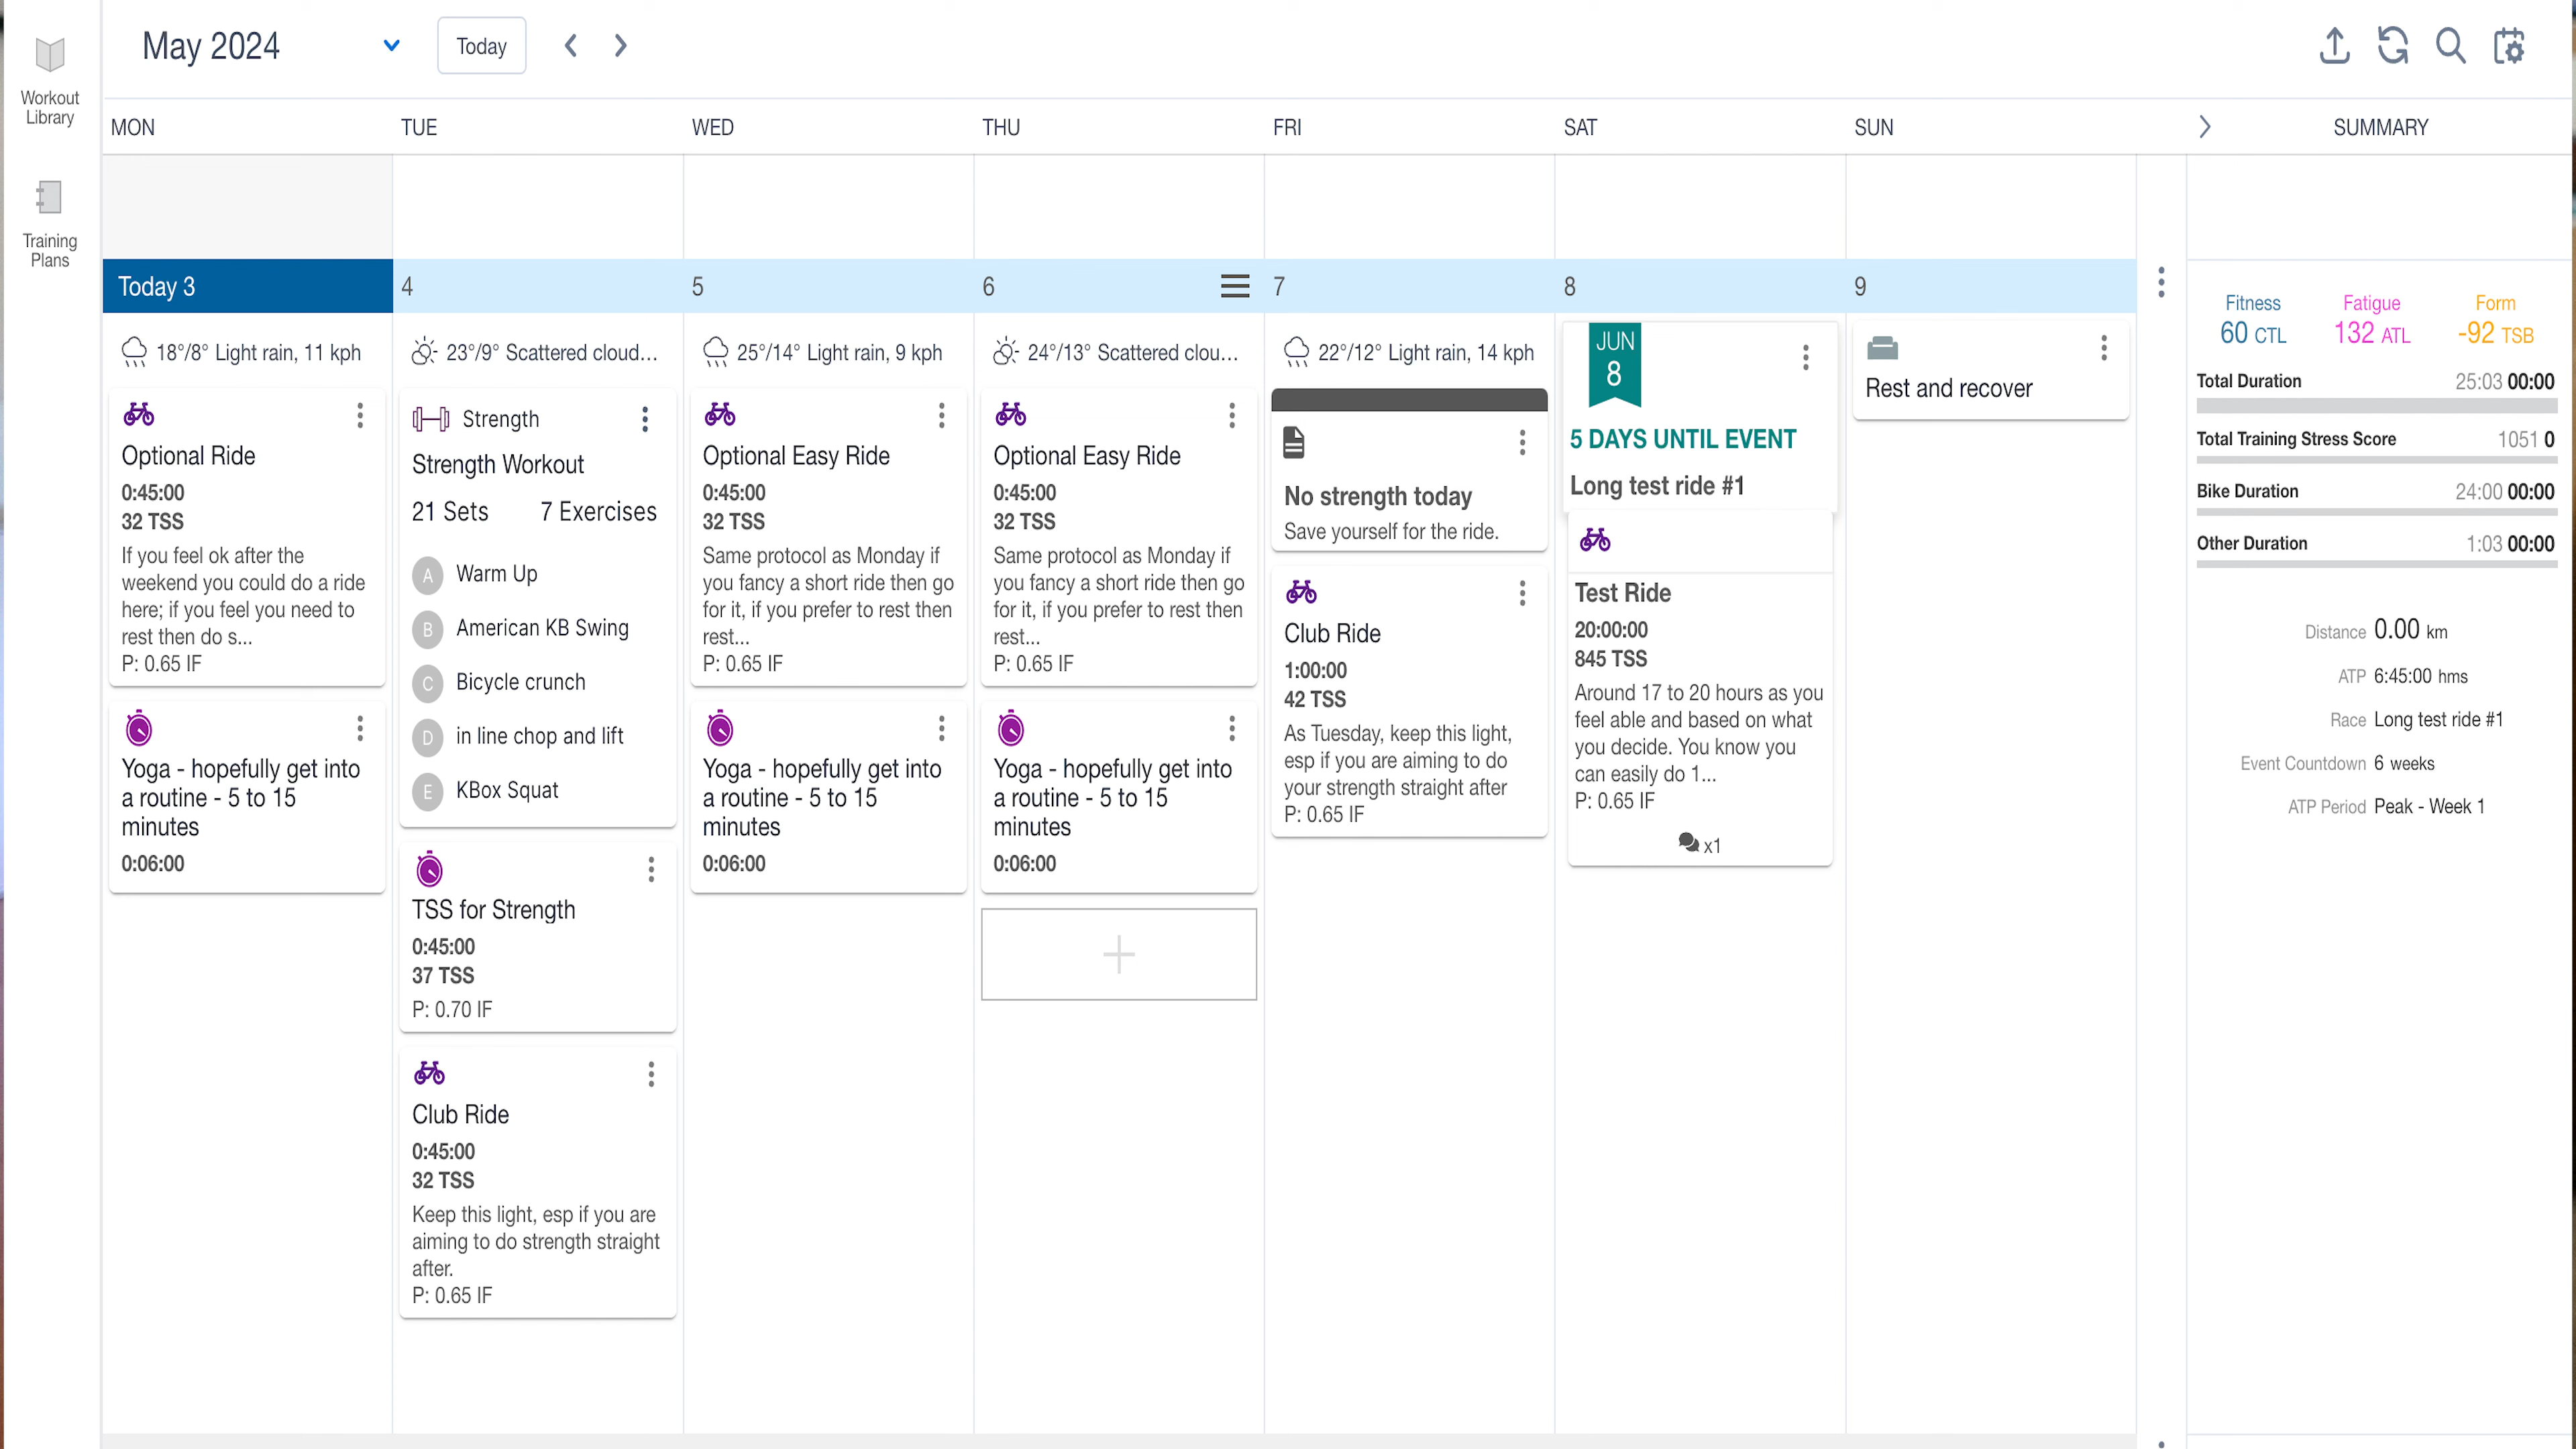 May 2024
Today
Workout
Library
Training
Plans
MON
TUE
WED
THU
FRI
SAT
SUN
SUMMARY
Today 3
4
5
6
7
8
9
18°/8° Light rain, 11 kph
Optional Ride
0:45:00
32 TSS
If you feel ok after the
weekend you could do a ride
here; if you feel you need to
rest then do s...
P: 0.65 IF
Yoga - hopefully get into
a routine - 5 to 15
minutes
0:06:00
23°/9° Scattered cloud...
Strength
Strength Workout
21 Sets 7 Exercises
A Warm Up
B American KB Swing
C Bicycle crunch
D in line chop and lift
E KBox Squat
TSS for Strength
0:45:00
37 TSS
P: 0.70 IF
Club Ride
0:45:00
32 TSS
Keep this light, esp if you are
aiming to do strength straight
after.
P: 0.65 IF
25°/14° Light rain, 9 kph
Optional Easy Ride
0:45:00
32 TSS
Same protocol as Monday if
you fancy a short ride then go
for it, if you prefer to rest then
rest...
P: 0.65 IF
Yoga - hopefully get into
a routine - 5 to 15
minutes
0:06:00
24°/13° Scattered clou...
Optional Easy Ride
0:45:00
32 TSS
Same protocol as Monday if
you fancy a short ride then go
for it, if you prefer to rest then
rest...
P: 0.65 IF
Yoga - hopefully get into
a routine - 5 to 15
minutes
0:06:00
22°/12° Light rain, 14 kph
No strength today
Save yourself for the ride.
Club Ride
1:00:00
42 TSS
As Tuesday, keep this light,
esp if you are aiming to do
your strength straight after
P: 0.65 IF
JUN
8
5 DAYS UNTIL EVENT
Long test ride #1
Test Ride
20:00:00
845 TSS
Around 17 to 20 hours as you
feel able and based on what
you decide. You know you
can easily do 1...
P: 0.65 IF
x1
Rest and recover
Fitness Fatigue Form
60 CTL 132 ATL -92 TSB
Total Duration 25:03 00:00
Total Training Stress Score 1051 0
Bike Duration 24:00 00:00
Other Duration 1:03 00:00
Distance 0.00 km
ATP 6:45:00 hms
Race Long test ride #1
Event Countdown 6 weeks
ATP Period Peak - Week 1